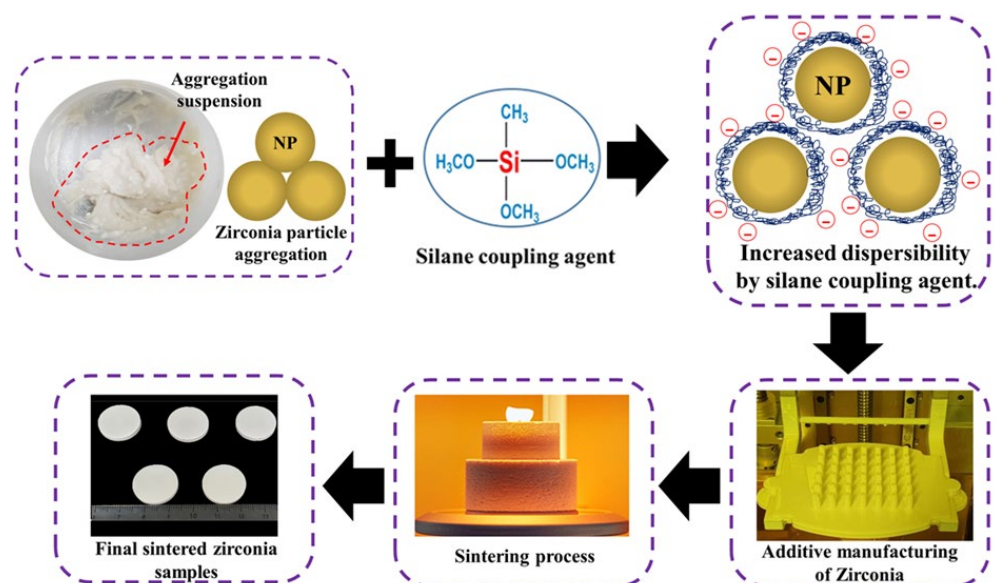 Aggregation
suspension
NP
Zirconia particle
aggregation
CH₃
H₃CO
Si
OCH₃
OCH₃
Silane coupling agent
NP
Increased dispersibility
by silane coupling agent.
Additive manufacturing
of Zirconia
Sintering process
Final sintered zirconia
samples